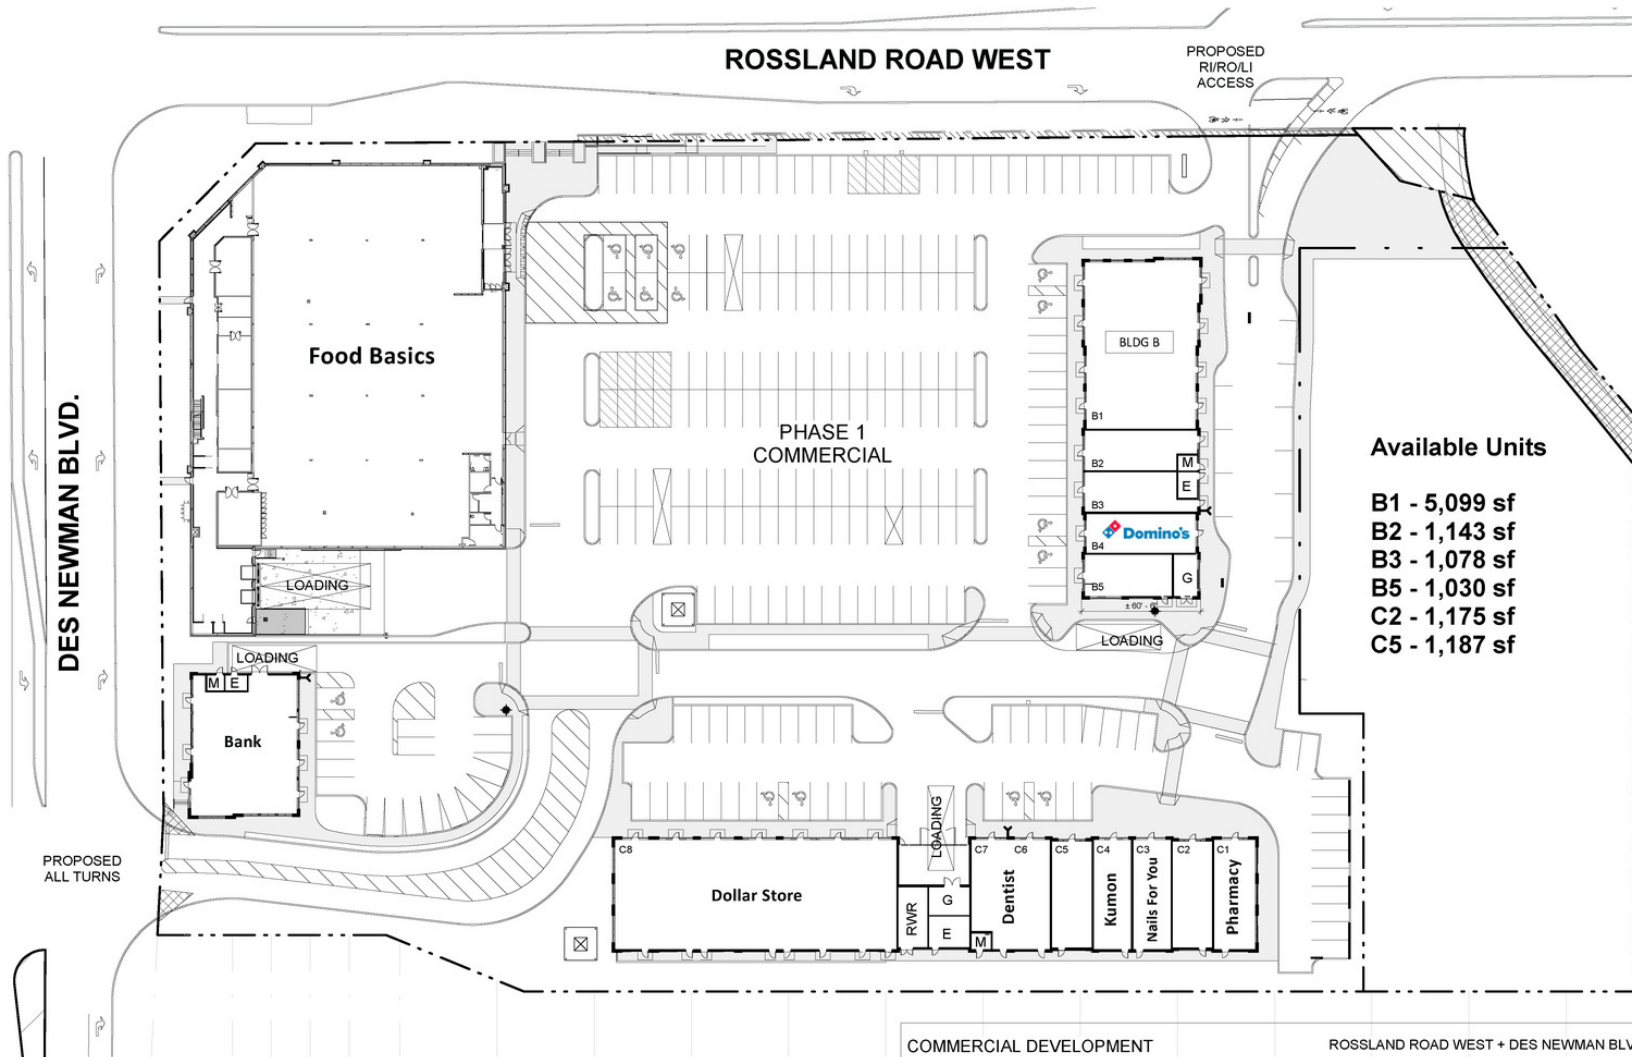 ROSSLAND ROAD WEST
PROPOSED
RI/RO/LI
ACCESS
DES NEWMAN BLVD.
Food Basics
PHASE 1
COMMERCIAL
BLDG B
B1
B2
M
E
B3
Domino's
B4
B5
G
LOADING
LOADING
LOADING
M
E
Bank
Available Units
B1 - 5,099 sf
B2 - 1,143 sf
B3 - 1,078 sf
B5 - 1,030 sf
C2 - 1,175 sf
C5 - 1,187 sf
PROPOSED
ALL TURNS
LOADING
C8
Dollar Store
RWR
G
E
M
C7
C6
Dentist
C5
C4
Kumon
C3
Nails For You
C2
C1
Pharmacy
COMMERCIAL DEVELOPMENT
ROSSLAND ROAD WEST + DES NEWMAN BLV